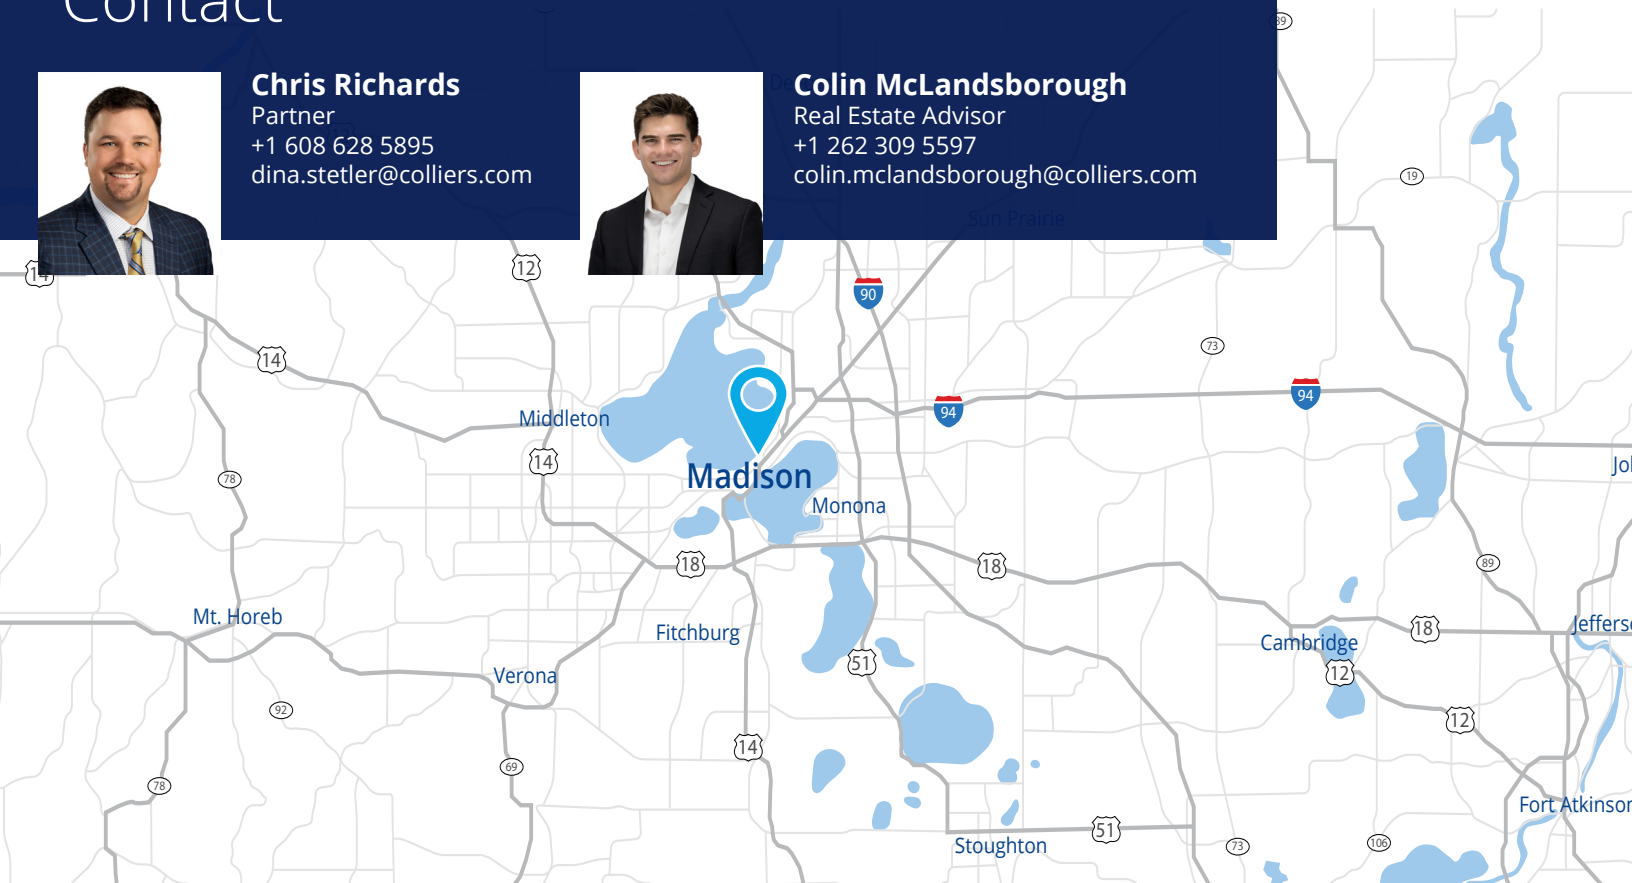 Contact
Chris Richards
Partner
+1 608 628 5895
dina.stetler@colliers.com
Colin McLandsborough
Real Estate Advisor
+1 262 309 5597
colin.mclandsborough@colliers.com
89
19
Sun Prairie
14
12
90
73
14
94
94
Middleton
14
78
Madison
Monona
18
18
89
Mt. Horeb
Fitchburg
18
Cambridge
51
12
Verona
92
12
14
69
78
51
Stoughton
73
106